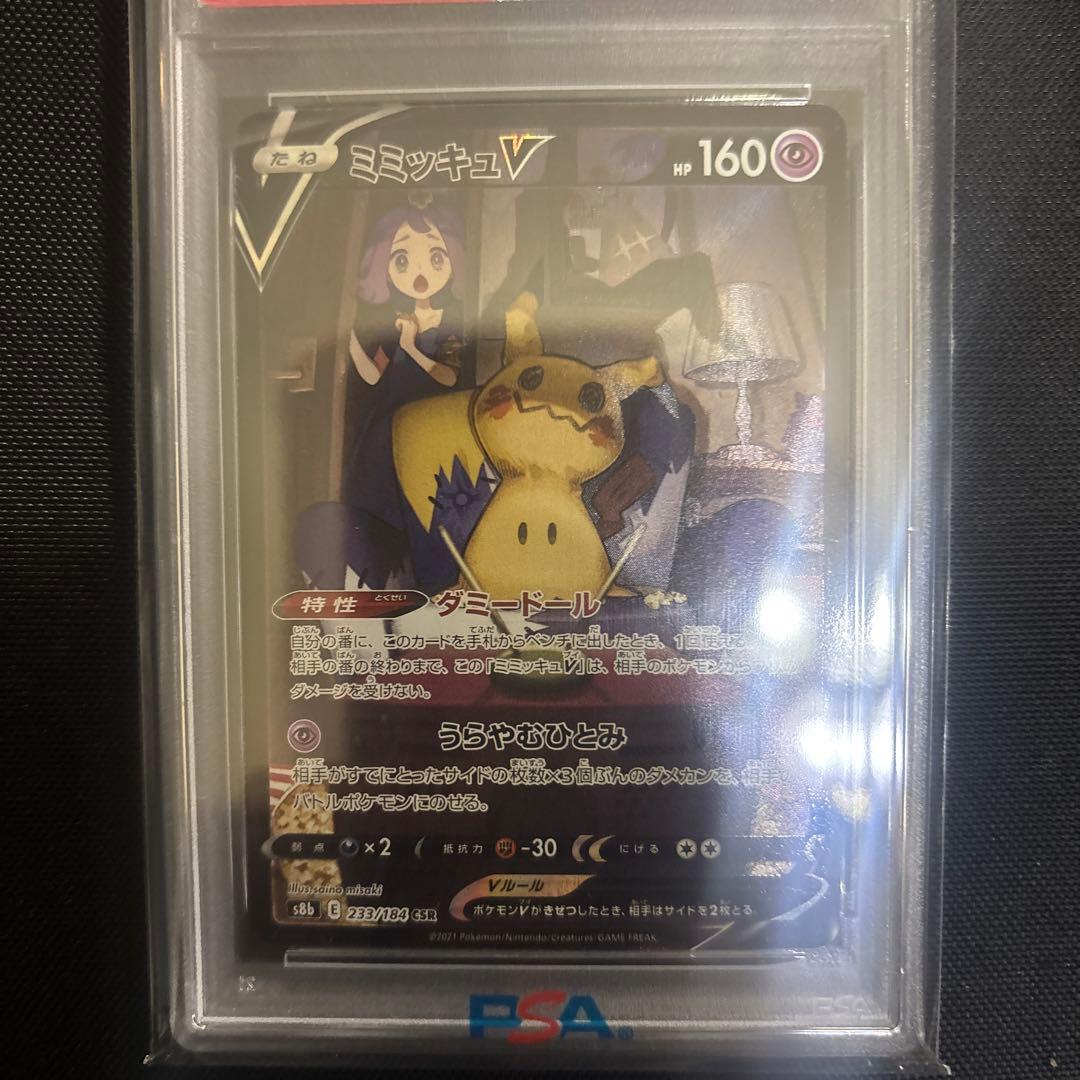 たね ミミッキュV HP 160
特性 とくせい ダミードール
自分の番に、このカードを手札からベンチに出したとき、1回使え
相手の番の終わりまで、この「ミミッキュV」は、相手のポケモンから
ダメージを受けない。
うらやむひとみ
相手がすでにとったサイドの枚数×3個ぶんのダメカンを、相手の
バトルポケモンにのせる。
弱点 ×2 抵抗力 -30 にげる
illus. saino misaki
Vルール
s8b E 233/184 CSR ポケモンVがきぜつしたとき、相手はサイドを2枚とる。
©2021 Pokémon/Nintendo/Creatures/GAME FREAK
PSA